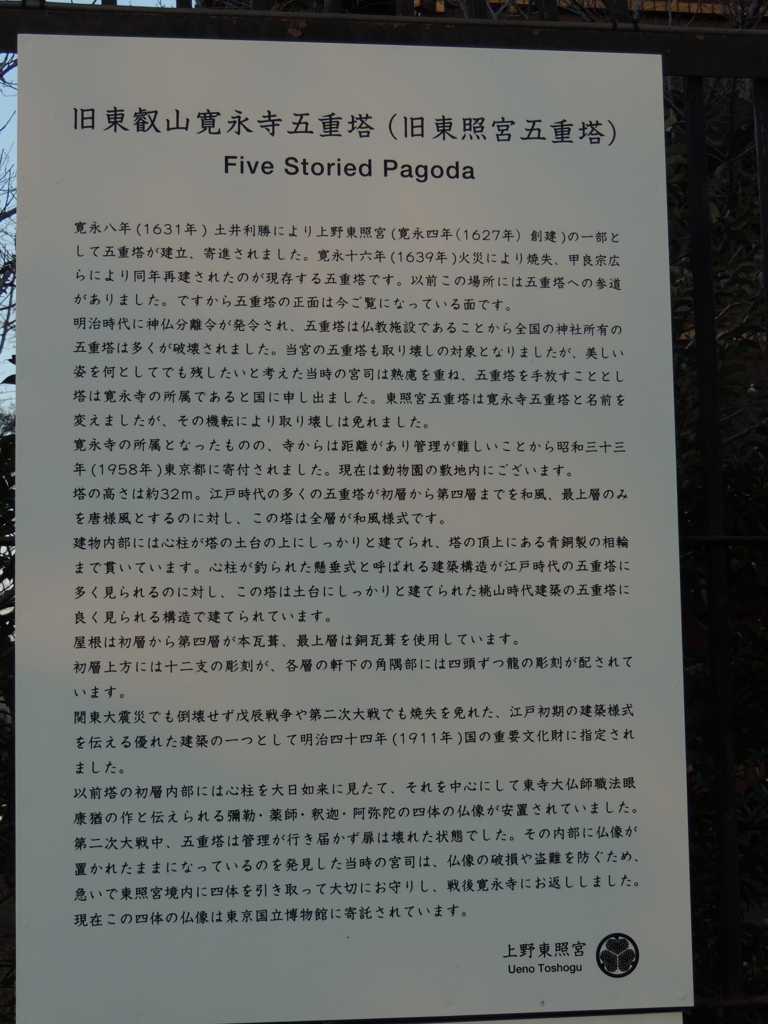 旧東叡山寛永寺五重塔(旧東照宮五重塔)
Five Storied Pagoda
寛永八年(1631年)土井利勝により上野東照宮(寛永四年(1627年)創建)の一部と
して五重塔が建立、寄進されました。寛永十六年(1639年)火災により焼失、甲良宗広
らにより同年再建されたのが現存する五重塔です。以前この場所には五重塔への参道
がありました。ですから五重塔の正面は今ご覧になっている面です。
明治時代に神仏分離令が発令され、五重塔は仏教施設であることから全国の神社所有の
五重塔は多くが破壊されました。当宮の五重塔も取り壊しの対象となりましたが、美しい
姿を何としてでも残したいと考えた当時の宮司は熟慮を重ね、五重塔を手放すこととし
塔は寛永寺の所属であると国に申し出ました。東照宮五重塔は寛永寺五重塔と名前を
変えましたが、その機転により取り壊しは免れました。
寛永寺の所属となったものの、寺からは距離があり管理が難しいことから昭和三十三
年(1958年)東京都に寄付されました。現在は動物園の敷地内にございます。
塔の高さは約32m。江戸時代の多くの五重塔が初層から第四層までを和風、最上層のみ
を唐様風とするのに対し、この塔は全層が和風様式です。
建物内部には心柱が塔の土台の上にしっかりと建てられ、塔の頂上にある青銅製の相輪
まで貫いています。心柱が釣られた懸垂式と呼ばれる建築構造が江戸時代の五重塔に
多く見られるのに対し、この塔は土台にしっかりと建てられた桃山時代建築の五重塔に
良く見られる構造で建てられています。
屋根は初層から第四層が本瓦葺、最上層は銅瓦葺を使用しています。
初層上方には十二支の彫刻が、各層の軒下の角隅部には四頭ずつ龍の彫刻が配されて
います。
関東大震災でも倒壊せず戊辰戦争や第二次大戦でも焼失を免れた、江戸初期の建築様式
を伝える優れた建築の一つとして明治四十四年(1911年)国の重要文化財に指定され
ました。
以前塔の初層内部には心柱を大日如来に見たて、それを中心にして東寺大仏師職法眼
康猶の作と伝えられる彌勒・薬師・釈迦・阿弥陀の四体の仏像が安置されていました。
第二次大戦中、五重塔は管理が行き届かず扉は壊れた状態でした。その内部に仏像が
置かれたままになっているのを発見した当時の宮司は、仏像の破損や盗難を防ぐため、
急いで東照宮境内に四体を引き取って大切にお守りし、戦後寛永寺にお返ししました。
現在この四体の仏像は東京国立博物館に寄託されています。
上野東照宮
Ueno Toshogu